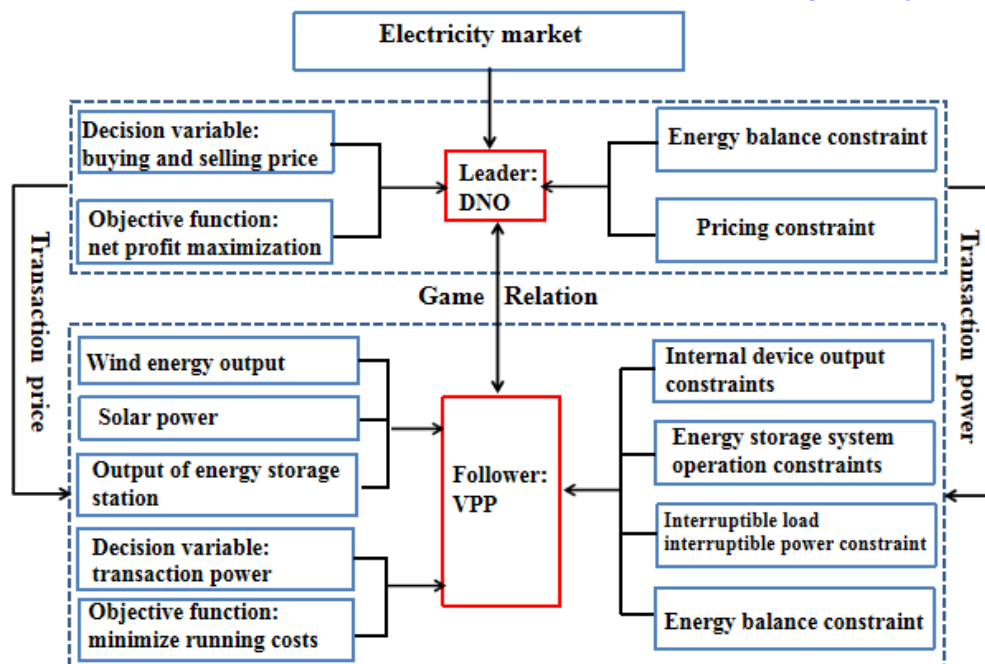 Electricity market
Decision variable:
buying and selling price
Objective function:
net profit maximization
Leader:
DNO
Energy balance constraint
Pricing constraint
Transaction price
Transaction power
Game Relation
Wind energy output
Solar power
Output of energy storage
station
Decision variable:
transaction power
Objective function:
minimize running costs
Follower:
VPP
Internal device output
constraints
Energy storage system
operation constraints
Interruptible load
interruptible power constraint
Energy balance constraint